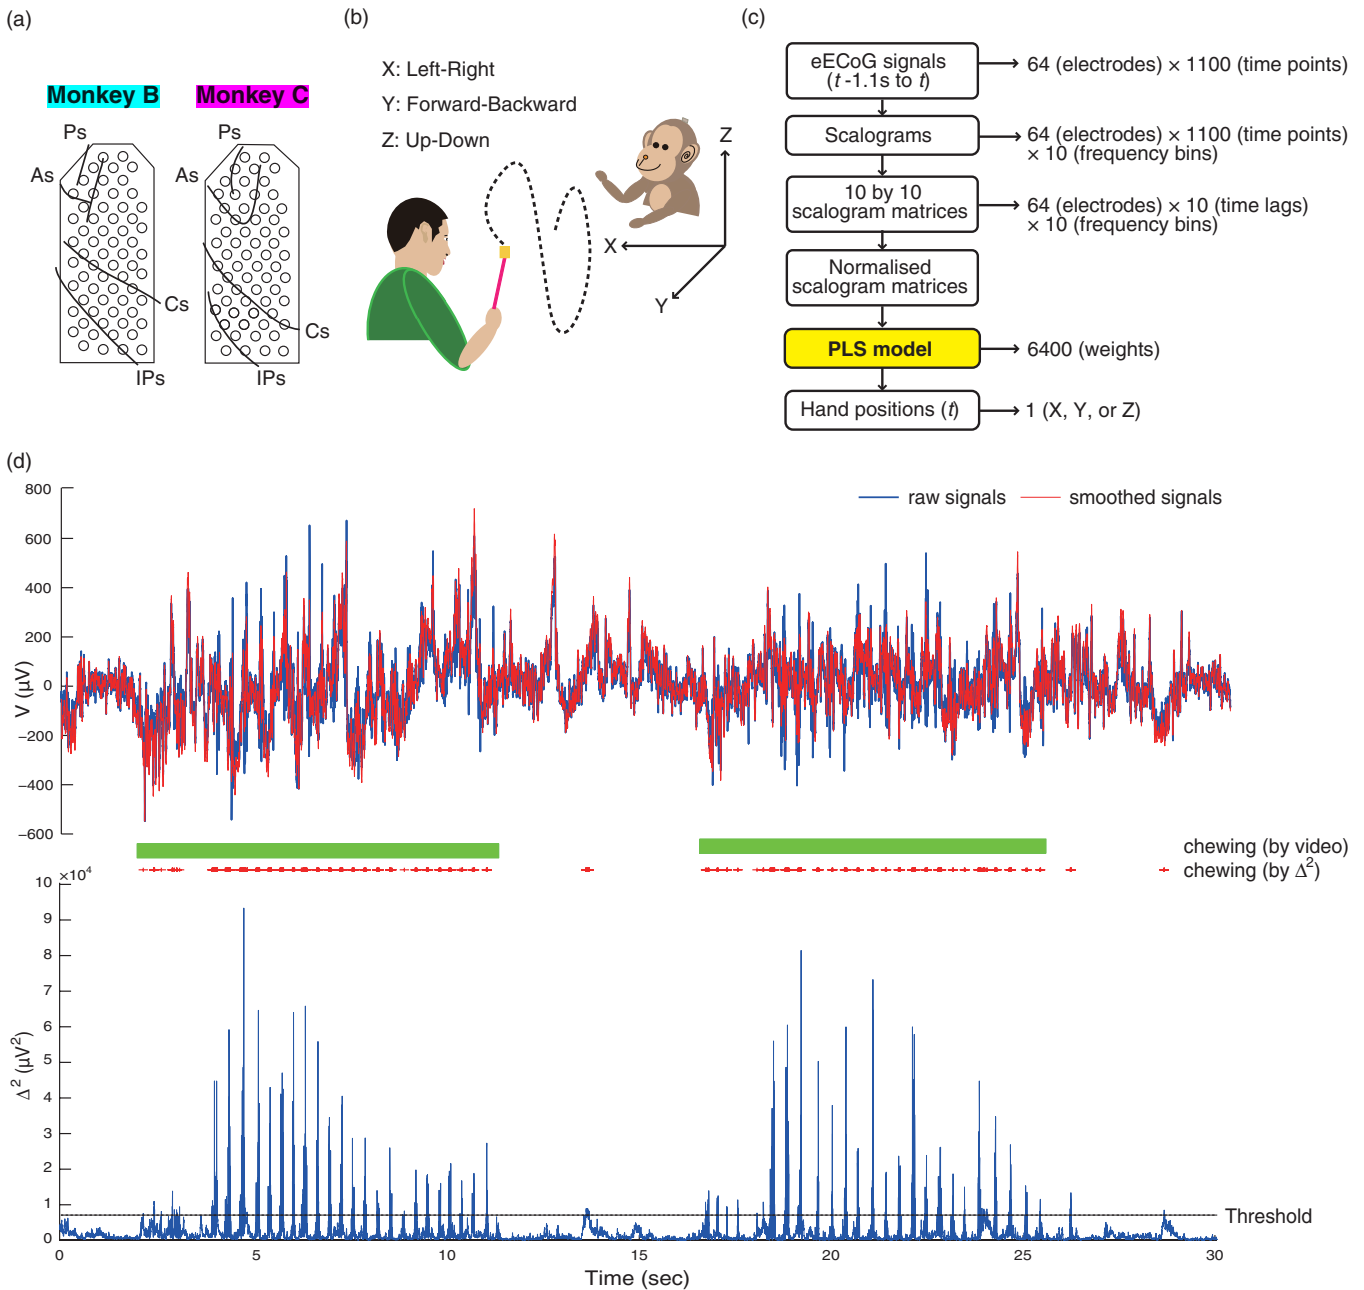 (a)
Monkey B
Monkey C
Ps
Ps
As
As
Cs
Cs
IPs
IPs
(b)
X: Left-Right
Y: Forward-Backward
Z: Up-Down
Z
X
Y
(c)
eECoG signals
(t -1.1s to t)
64 (electrodes) × 1100 (time points)
Scalograms
64 (electrodes) × 1100 (time points)
× 10 (frequency bins)
10 by 10
scalogram matrices
64 (electrodes) × 10 (time lags)
× 10 (frequency bins)
Normalised
scalogram matrices
PLS model
6400 (weights)
Hand positions (t)
1 (X, Y, or Z)
(d)
raw signals
smoothed signals
800
600
400
200
0
−200
−400
−600
V (µV)
chewing (by video)
chewing (by Δ²)
×10⁴
10
9
8
7
6
5
4
3
2
1
0
Δ² (µV²)
Threshold
0
5
10
15
20
25
30
Time (sec)